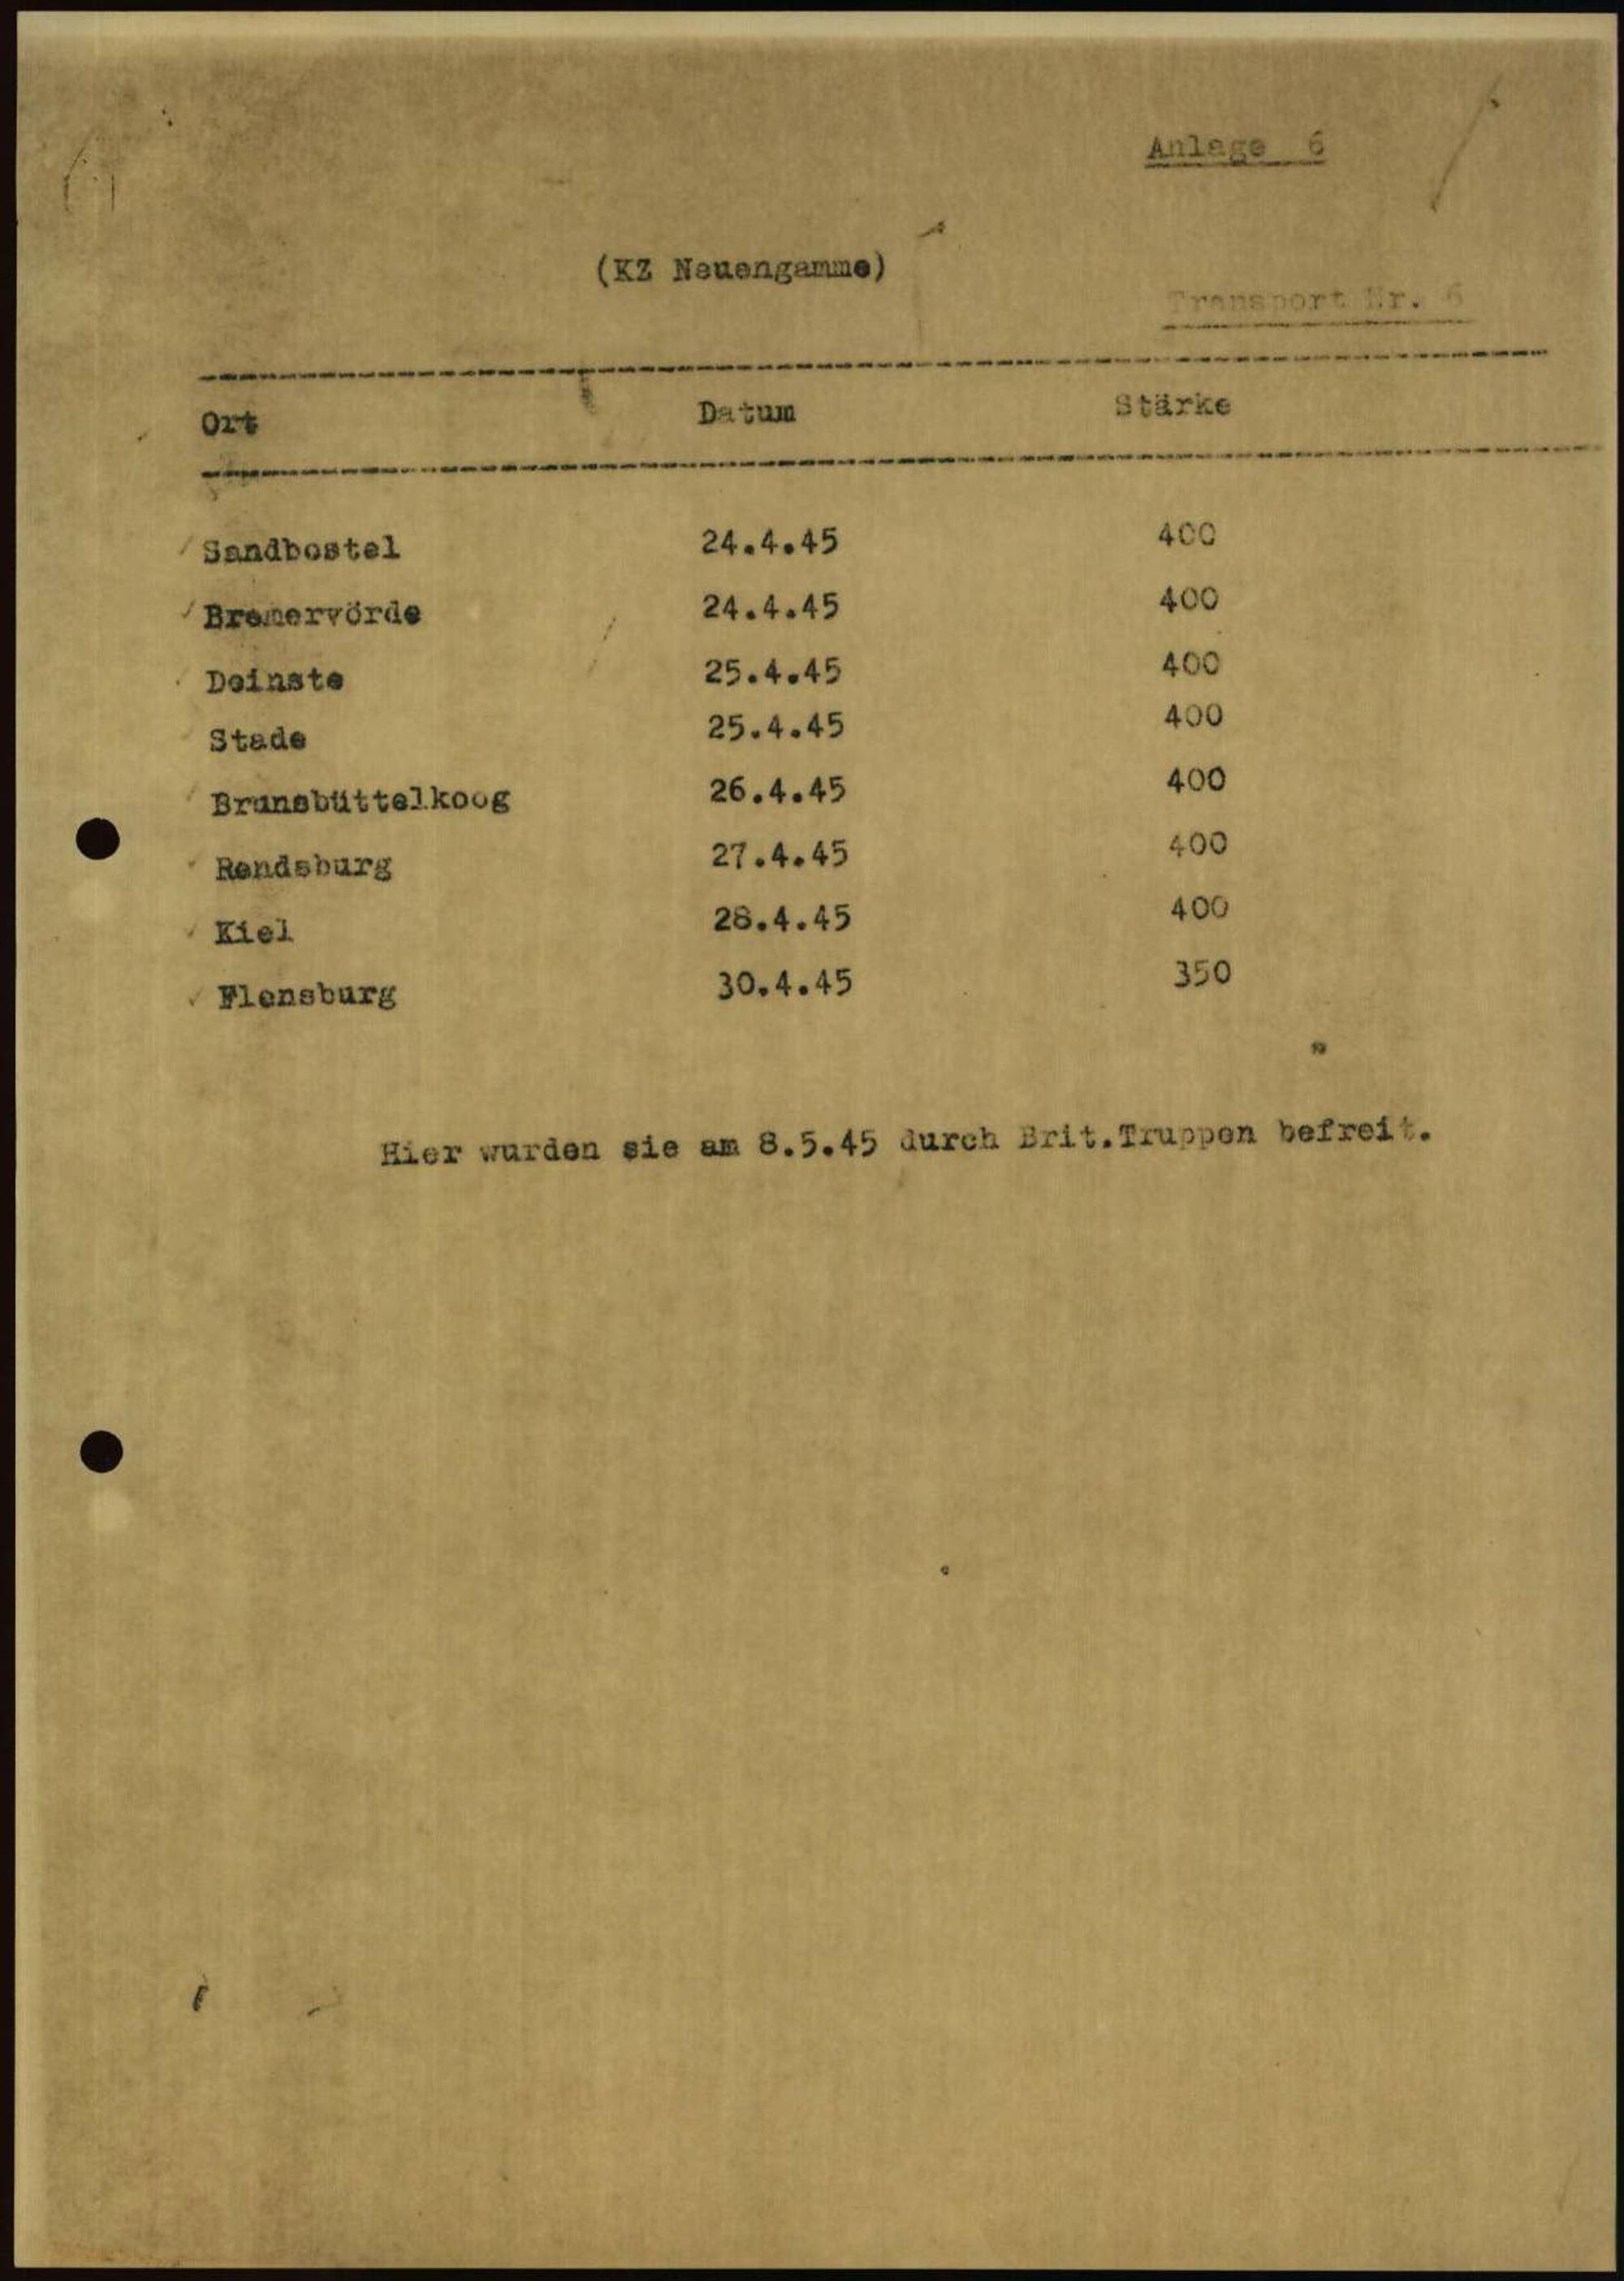 Anlage 6
(KZ Neuengamme)
Transport Nr. 6
Ort Datum Stärke
Sandbostel 24.4.45 400
Bremervörde 24.4.45 400
Deinste 25.4.45 400
Stade 25.4.45 400
Brunsbüttelkoog 26.4.45 400
Rendsburg 27.4.45 400
Kiel 28.4.45 400
Flensburg 30.4.45 350
Hier wurden sie am 8.5.45 durch Brit.Truppen befreit.